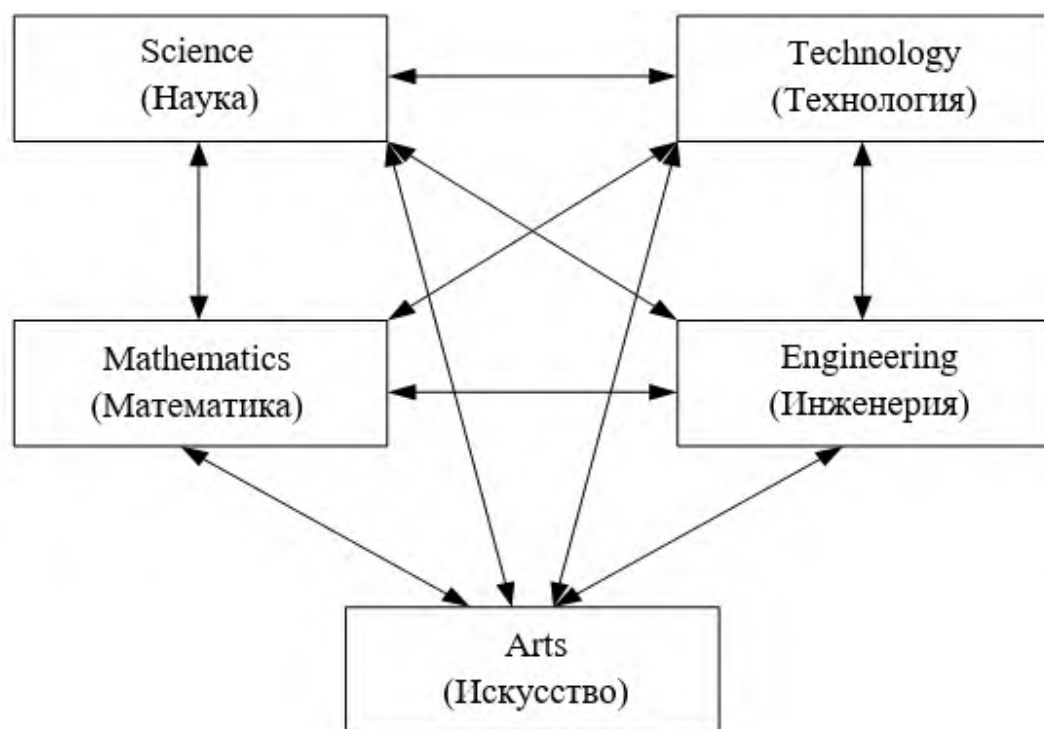 Science
(Наука)
Technology
(Технология)
Mathematics
(Математика)
Engineering
(Инженерия)
Arts
(Искусство)